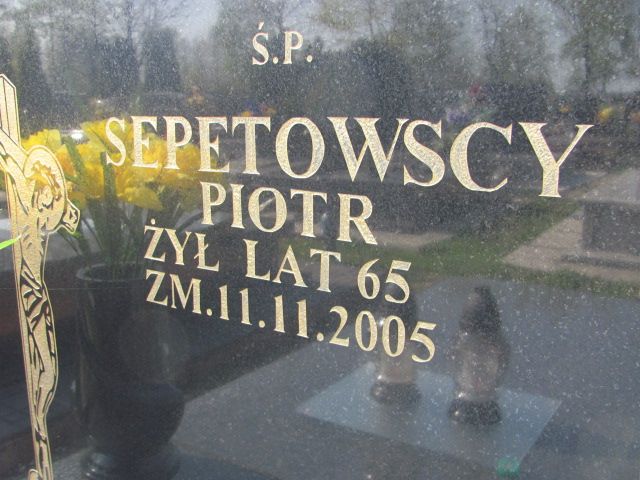 Ś.P.
SEPETOWSCY
PIOTR
ŻYŁ LAT 65
ZM.11.11.2005